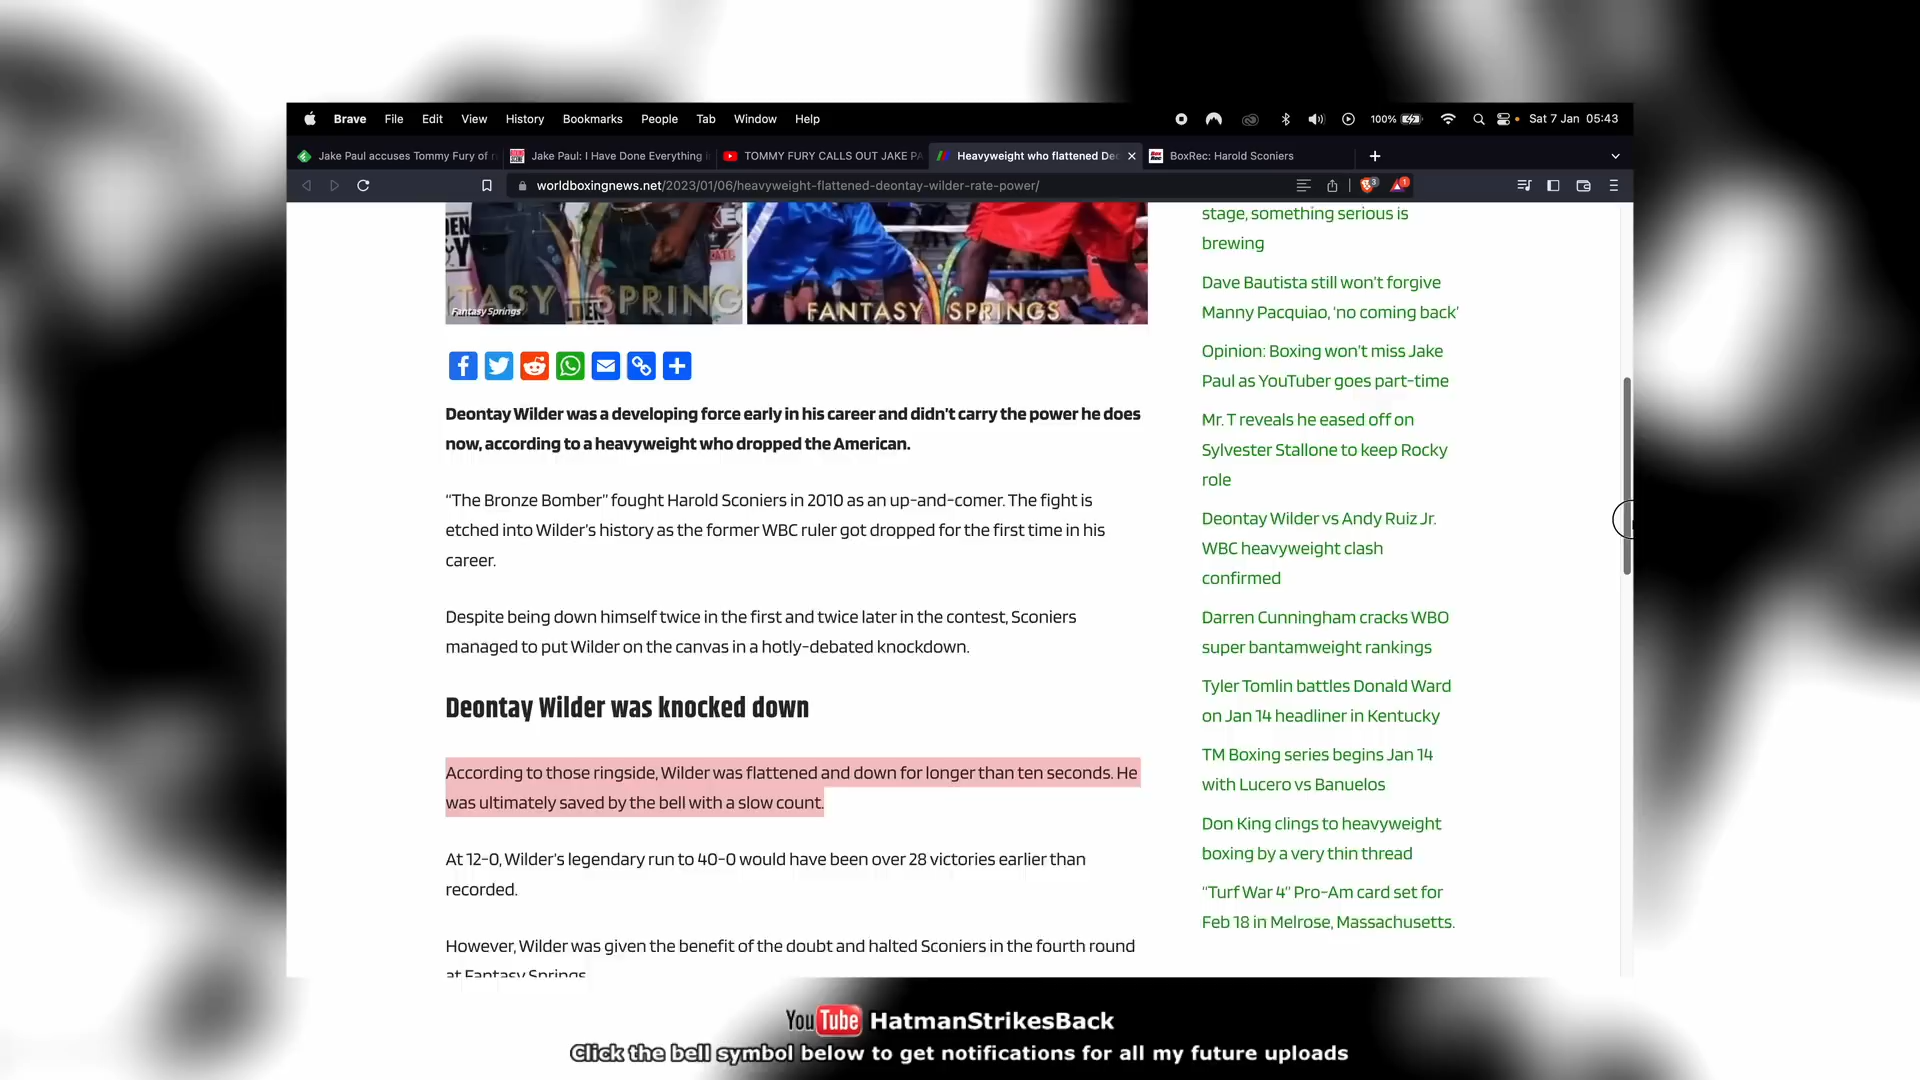 Brave File Edit View History Bookmarks People Tab Window Help 100% Sat 7 Jan 05:43
Jake Paul accuses Tommy Fury of r
Jake Paul: I Have Done Everything i
TOMMY FURY CALLS OUT JAKE PA
Heavyweight who flattened De
BoxRec: Harold Sconiers
worldboxingnews.net/2023/01/06/heavyweight-flattened-deontay-wilder-rate-power/
TASY SPRING
Fantasy Springs
FANTASY SPRINGS
Deontay Wilder was a developing force early in his career and didn't carry the power he does
now, according to a heavyweight who dropped the American.
“The Bronze Bomber” fought Harold Sconiers in 2010 as an up-and-comer. The fight is
etched into Wilder's history as the former WBC ruler got dropped for the first time in his
career.
Despite being down himself twice in the first and twice later in the contest, Sconiers
managed to put Wilder on the canvas in a hotly-debated knockdown.
Deontay Wilder was knocked down
According to those ringside, Wilder was flattened and down for longer than ten seconds. He
was ultimately saved by the bell with a slow count.
At 12-0, Wilder's legendary run to 40-0 would have been over 28 victories earlier than
recorded.
However, Wilder was given the benefit of the doubt and halted Sconiers in the fourth round
at Fantasy Springs.
stage, something serious is
brewing
Dave Bautista still won't forgive
Manny Pacquiao, 'no coming back'
Opinion: Boxing won't miss Jake
Paul as YouTuber goes part-time
Mr. T reveals he eased off on
Sylvester Stallone to keep Rocky
role
Deontay Wilder vs Andy Ruiz Jr.
WBC heavyweight clash
confirmed
Darren Cunningham cracks WBO
super bantamweight rankings
Tyler Tomlin battles Donald Ward
on Jan 14 headliner in Kentucky
TM Boxing series begins Jan 14
with Lucero vs Banuelos
Don King clings to heavyweight
boxing by a very thin thread
“Turf War 4” Pro-Am card set for
Feb 18 in Melrose, Massachusetts.
YouTube HatmanStrikesBack
Click the bell symbol below to get notifications for all my future uploads